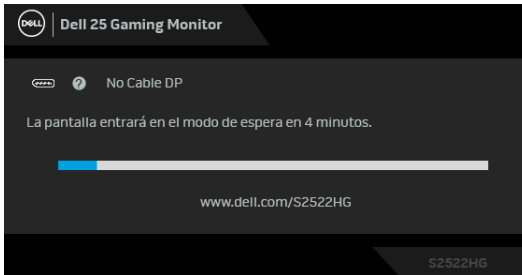 DELL
Dell 25 Gaming Monitor
? No Cable DP
La pantalla entrará en el modo de espera en 4 minutos.
www.dell.com/S2522HG
S2522HG